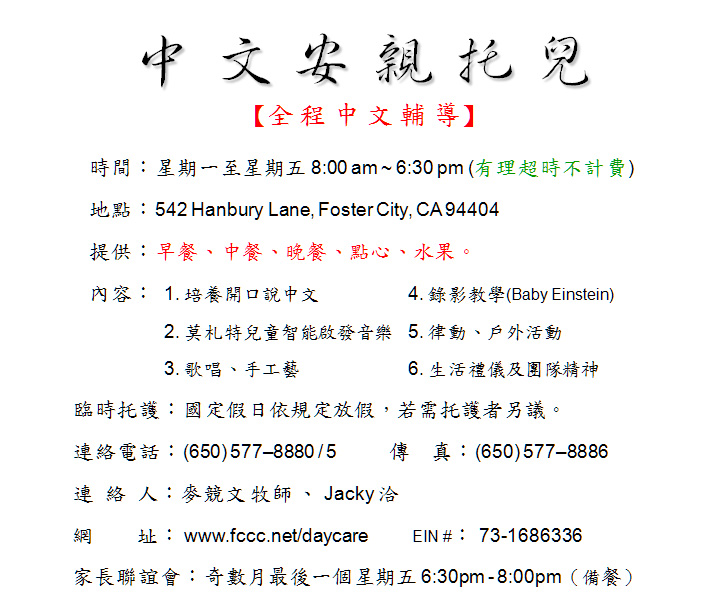 中文安親托兒
【全程中文輔導】
時間：星期一至星期五 8:00 am ~ 6:30 pm (有理超時不計費)
地點：542 Hanbury Lane, Foster City, CA 94404
提供：早餐、中餐、晚餐、點心、水果。
內容： 1. 培養開口說中文 4. 錄影教學(Baby Einstein)
2. 莫札特兒童智能啟發音樂 5. 律動、戶外活動
3. 歌唱、手工藝 6. 生活禮儀及團隊精神
臨時托護：國定假日依規定放假，若需托護者另議。
連絡電話：(650) 577–8880 / 5 傳 真：(650) 577–8886
連 絡 人：麥競文牧師 、 Jacky 洽
網 址： www.fccc.net/daycare EIN #： 73-1686336
家長聯誼會：奇數月最後一個星期五 6:30pm - 8:00pm（備餐）